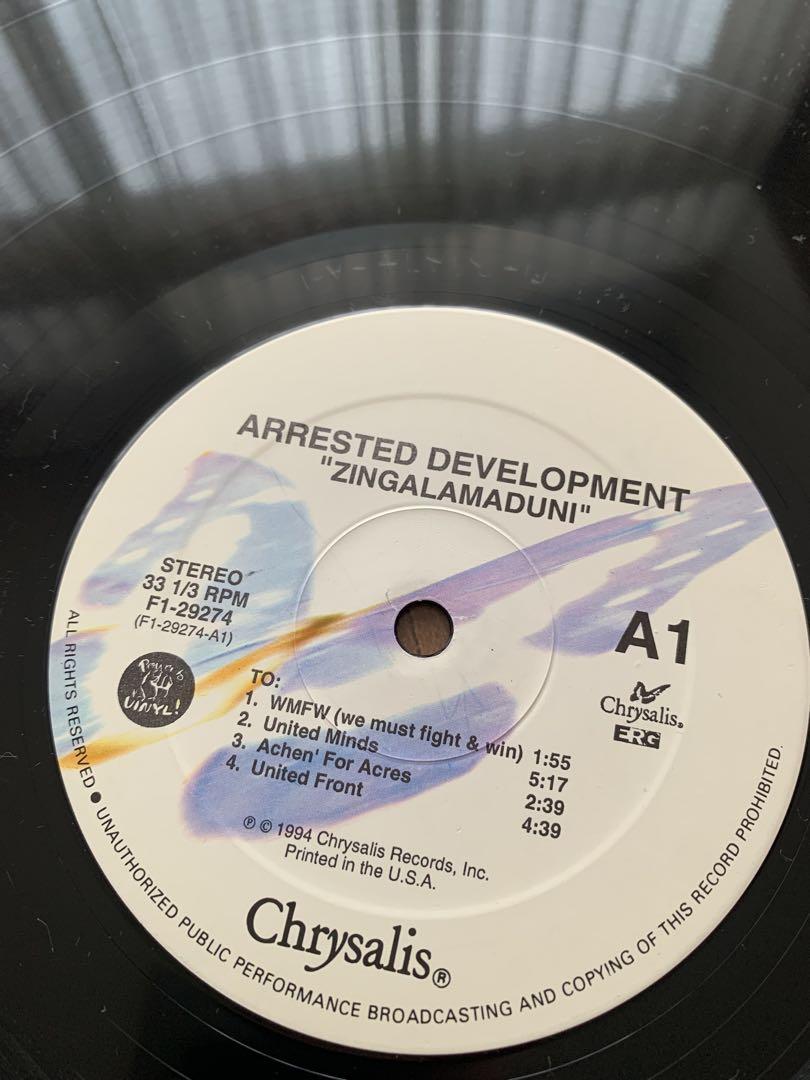 ARRESTED DEVELOPMENT
"ZINGALAMADUNI"
STEREO
33 1/3 RPM
F1-29274
(F1-29274-A1)
A1
VINYL!
Chrysalis®
ERG
TO:
1. WMFW (we must fight & win) 1:55
2. United Minds 5:17
3. Achen' For Acres 2:39
4. United Front 4:39
℗ © 1994 Chrysalis Records, Inc.
Printed in the U.S.A.
Chrysalis®
ALL RIGHTS RESERVED ● UNAUTHORIZED PUBLIC PERFORMANCE BROADCASTING AND COPYING OF THIS RECORD PROHIBITED.